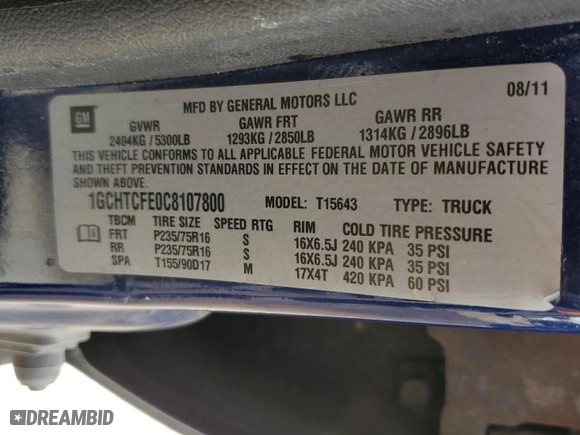 08/11
MFD BY GENERAL MOTORS LLC
GM
GVWR GAWR FRT GAWR RR
2404KG / 5300LB 1293KG / 2850LB 1314KG / 2896LB
THIS VEHICLE CONFORMS TO ALL APPLICABLE FEDERAL MOTOR VEHICLE SAFETY
AND THEFT PREVENTION STANDARDS IN EFFECT ON THE DATE OF MANUFACTURE
SHOWN ABOVE.
1GCHTCFE0C8107800 MODEL: T15643 TYPE: TRUCK
TBCM TIRE SIZE SPEED RTG RIM COLD TIRE PRESSURE
FRT P235/75R16 S 16X6.5J 240 KPA 35 PSI
RR P235/75R16 S 16X6.5J 240 KPA 35 PSI
SPA T155/90D17 M 17X4T 420 KPA 60 PSI
DREAMBID